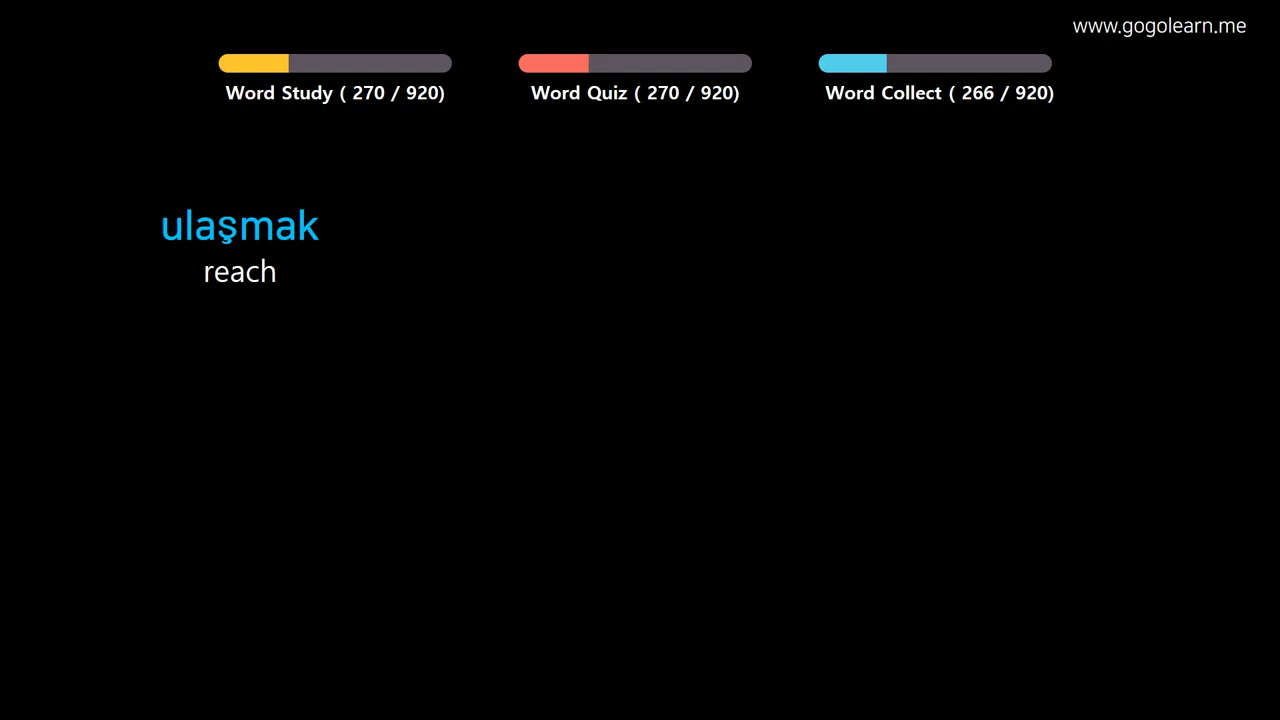 www.gogolearn.me
Word Study ( 270 / 920)
Word Quiz ( 270 / 920)
Word Collect ( 266 / 920)
ulaşmak
reach